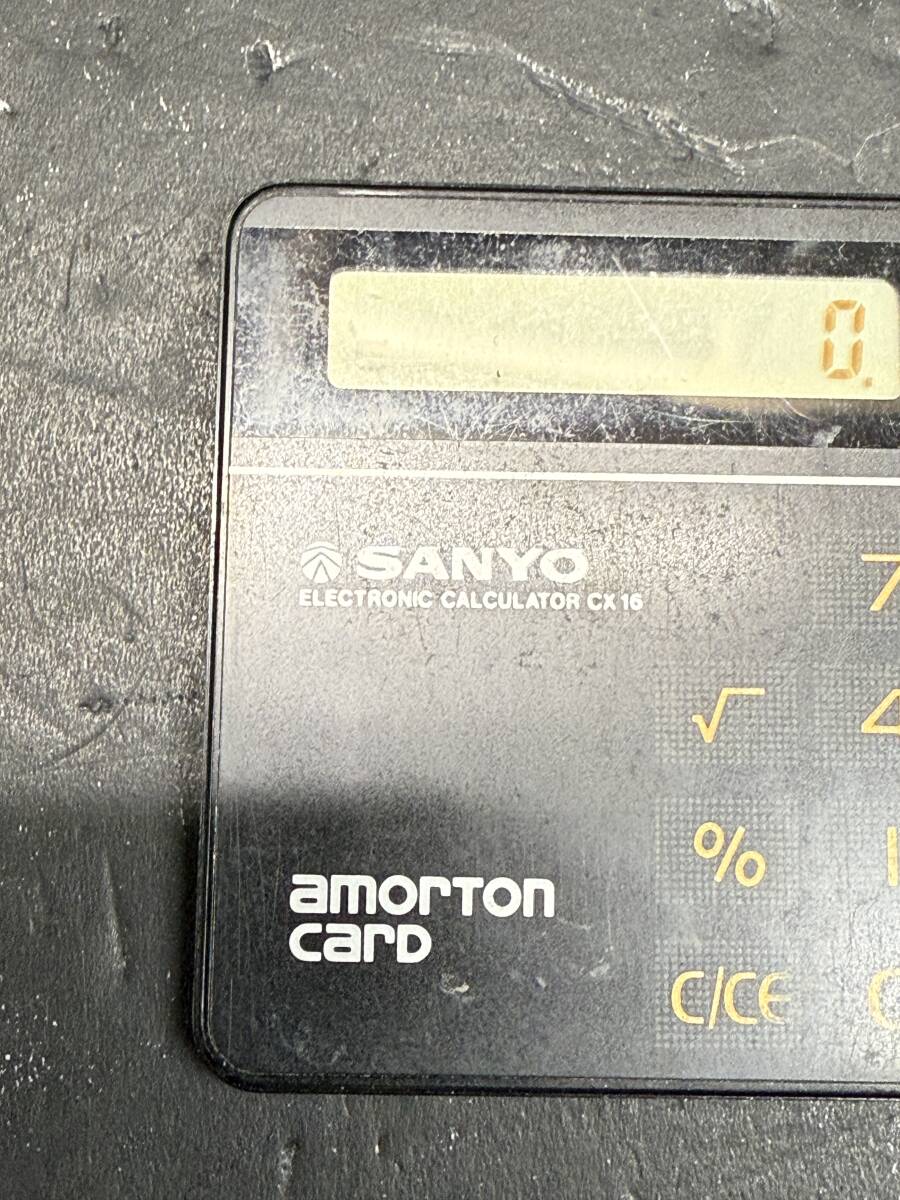 0.
SANYO
ELECTRONIC CALCULATOR CX 16
7
√ 4
%
amorton
card
C/CE